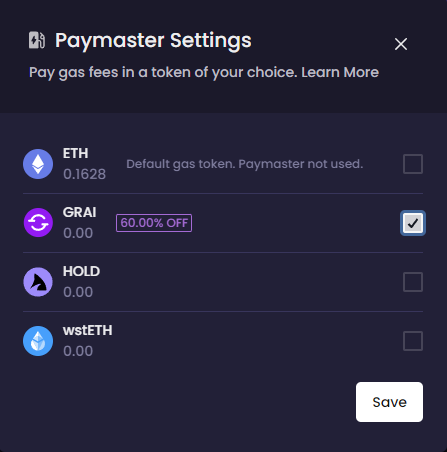 Paymaster Settings
Pay gas fees in a token of your choice. Learn More
ETH
0.1628
Default gas token. Paymaster not used.
GRAI
0.00
60.00% OFF
HOLD
0.00
wstETH
0.00
Save